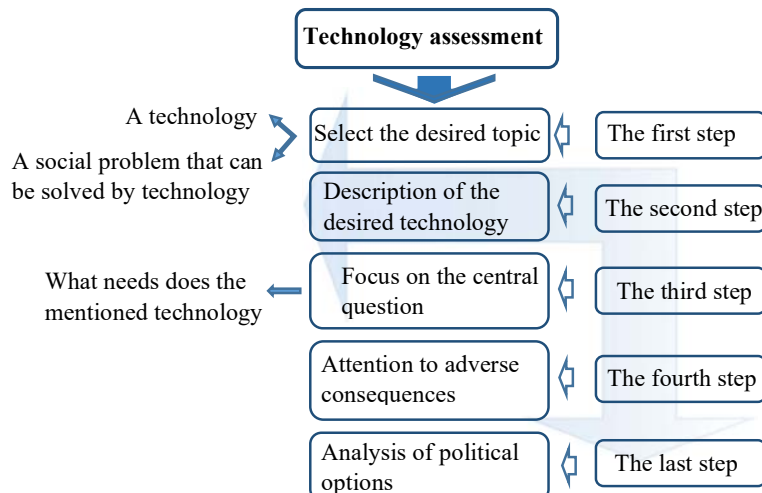 Technology assessment
A technology
A social problem that can
be solved by technology
Select the desired topic
The first step
Description of the
desired technology
The second step
What needs does the
mentioned technology
Focus on the central
question
The third step
Attention to adverse
consequences
The fourth step
Analysis of political
options
The last step